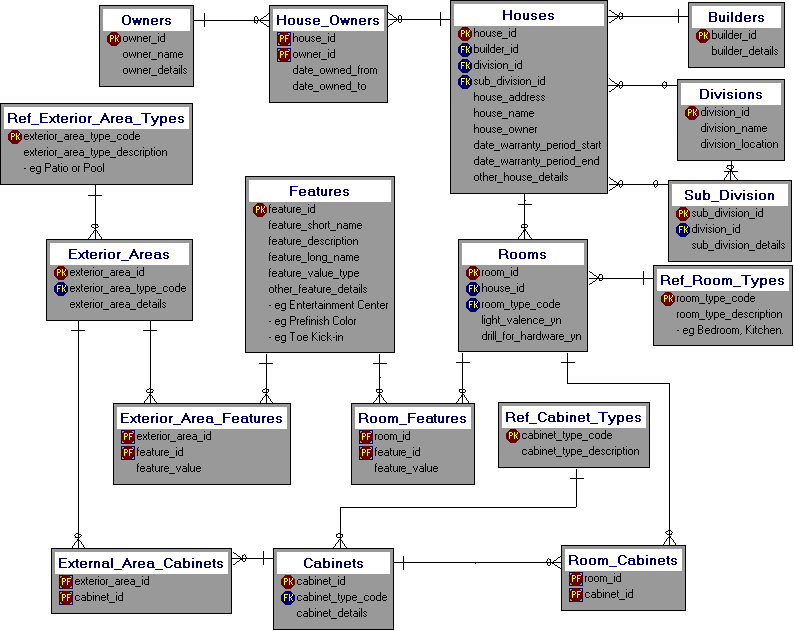 Owners
PK owner_id
owner_name
owner_details
House_Owners
PF house_id
PF owner_id
date_owned_from
date_owned_to
Houses
PK house_id
FK builder_id
FK division_id
FK sub_division_id
house_address
house_name
house_owner
date_warranty_period_start
date_warranty_period_end
other_house_details
Builders
PK builder_id
builder_details
Divisions
PK division_id
division_name
division_location
Ref_Exterior_Area_Types
PK exterior_area_type_code
exterior_area_type_description
- eg Patio or Pool
Features
PK feature_id
feature_short_name
feature_description
feature_long_name
feature_value_type
other_feature_details
- eg Entertainment Center
- eg Prefinish Color
- eg Toe Kick-in
Sub_Division
PK sub_division_id
FK division_id
sub_division_details
Exterior_Areas
PK exterior_area_id
FK exterior_area_type_code
exterior_area_details
Rooms
PK room_id
FK house_id
FK room_type_code
light_valence_yn
drill_for_hardware_yn
Ref_Room_Types
PK room_type_code
room_type_description
- eg Bedroom, Kitchen.
Exterior_Area_Features
PF exterior_area_id
PF feature_id
feature_value
Room_Features
PF room_id
PF feature_id
feature_value
Ref_Cabinet_Types
PK cabinet_type_code
cabinet_type_description
External_Area_Cabinets
PF exterior_area_id
PF cabinet_id
Cabinets
PK cabinet_id
FK cabinet_type_code
cabinet_details
Room_Cabinets
PF room_id
PF cabinet_id